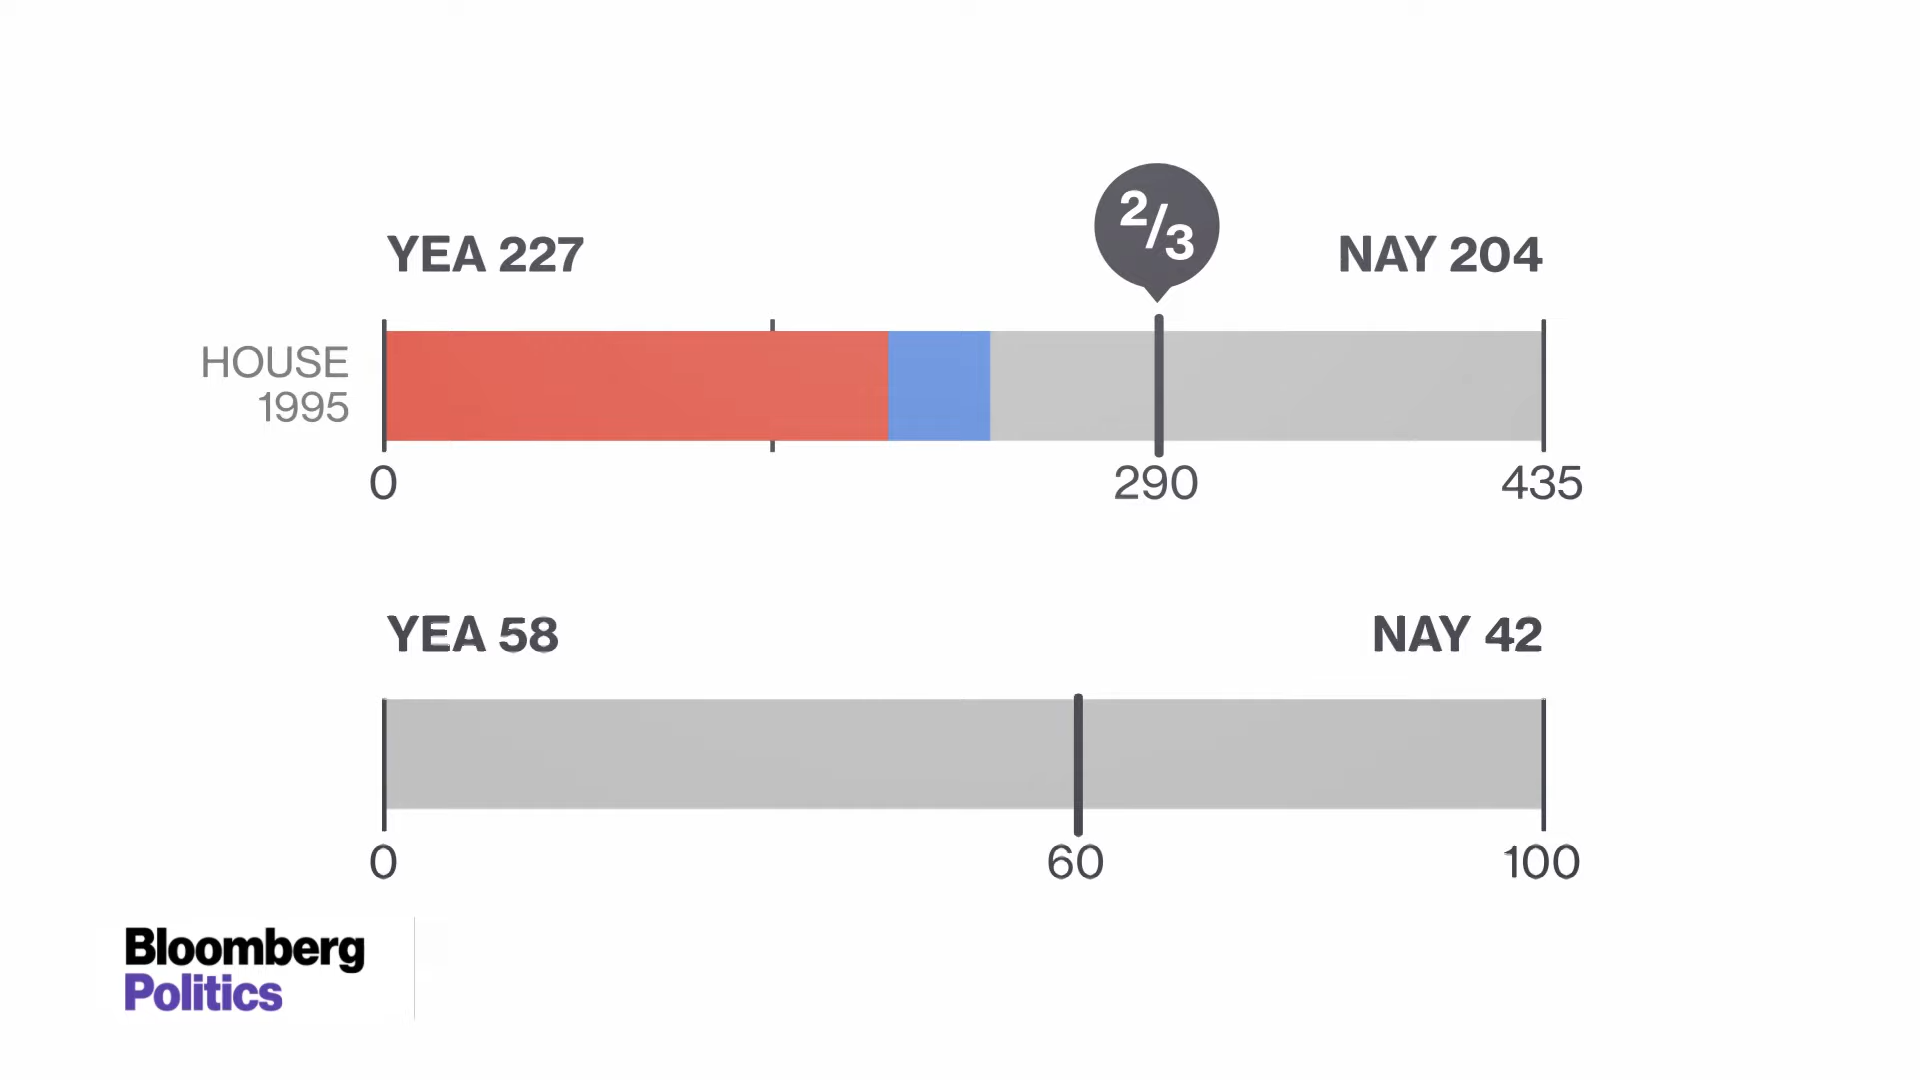 2/3
YEA 227
NAY 204
HOUSE
1995
0
290
435
YEA 58
NAY 42
0
60
100
Bloomberg
Politics